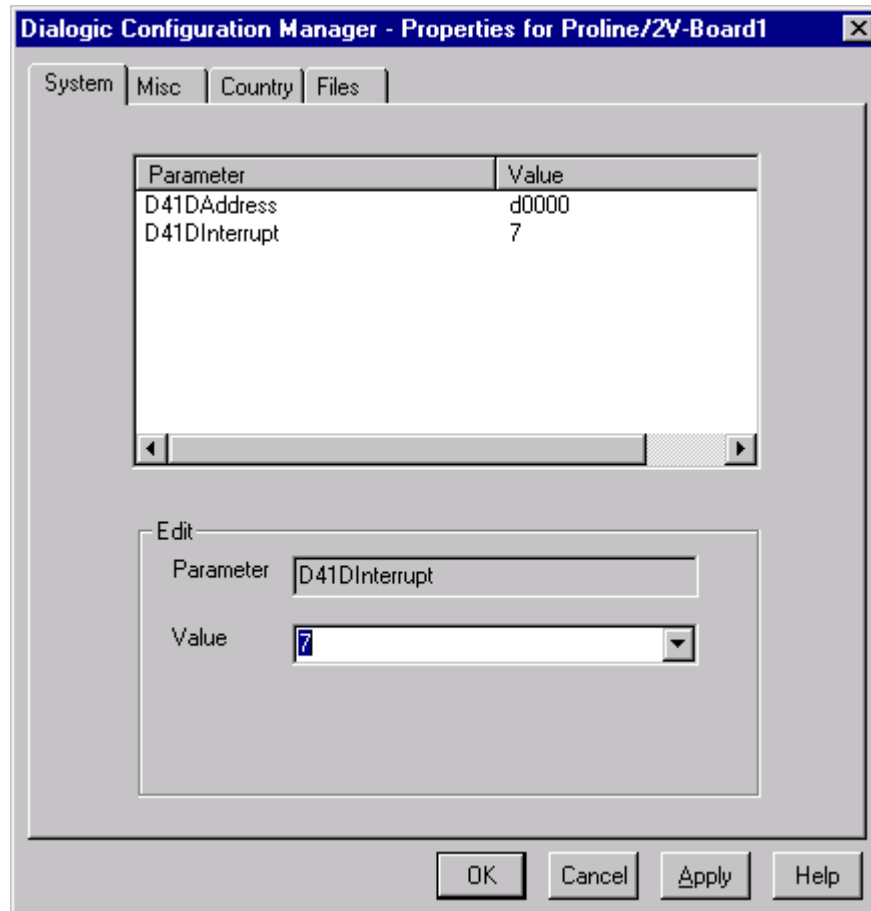 Dialogic Configuration Manager - Properties for Proline/2V-Board1
System Misc Country Files
Parameter Value
D41DAddress d0000
D41DInterrupt 7
Edit
Parameter D41DInterrupt
Value 7
OK Cancel Apply Help